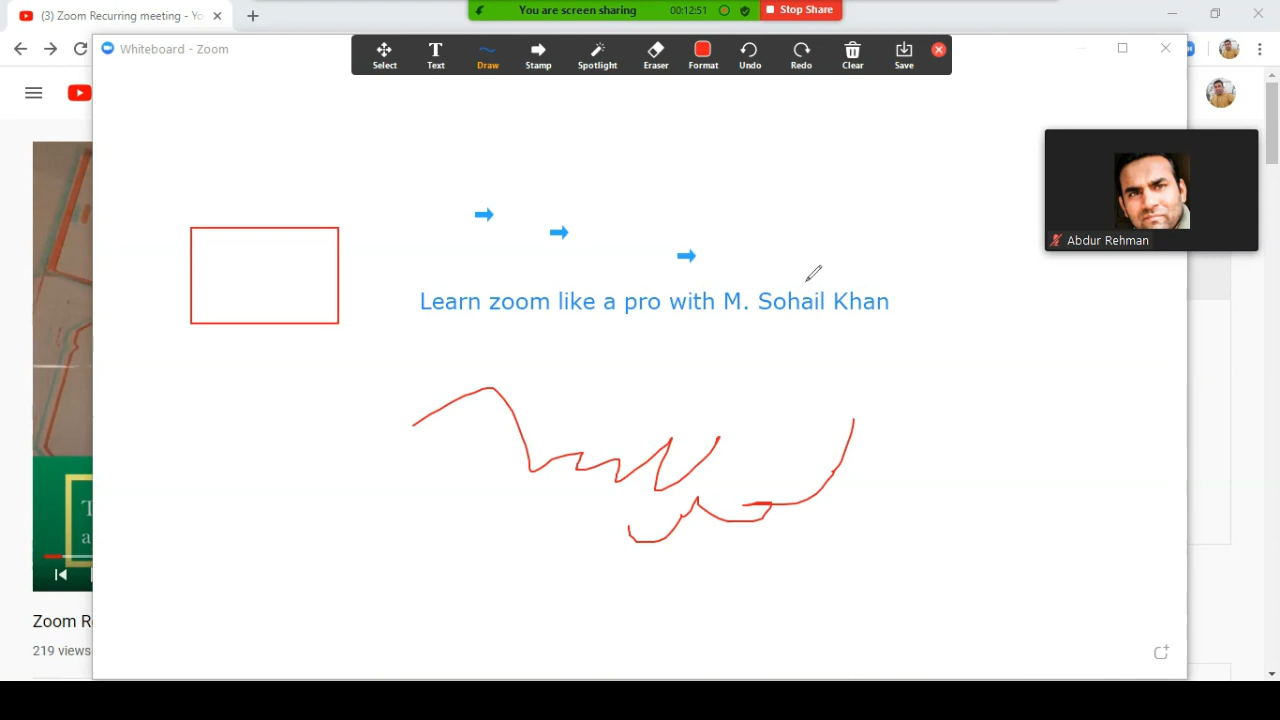 (3) Zoom Recurring meeting - Yo
You are screen sharing
00:12:51
Stop Share
Whiteboard - Zoom
Select
Text
Draw
Stamp
Spotlight
Eraser
Format
Undo
Redo
Clear
Save
Abdur Rehman
Learn zoom like a pro with M. Sohail Khan
T
a
Zoom R
219 views